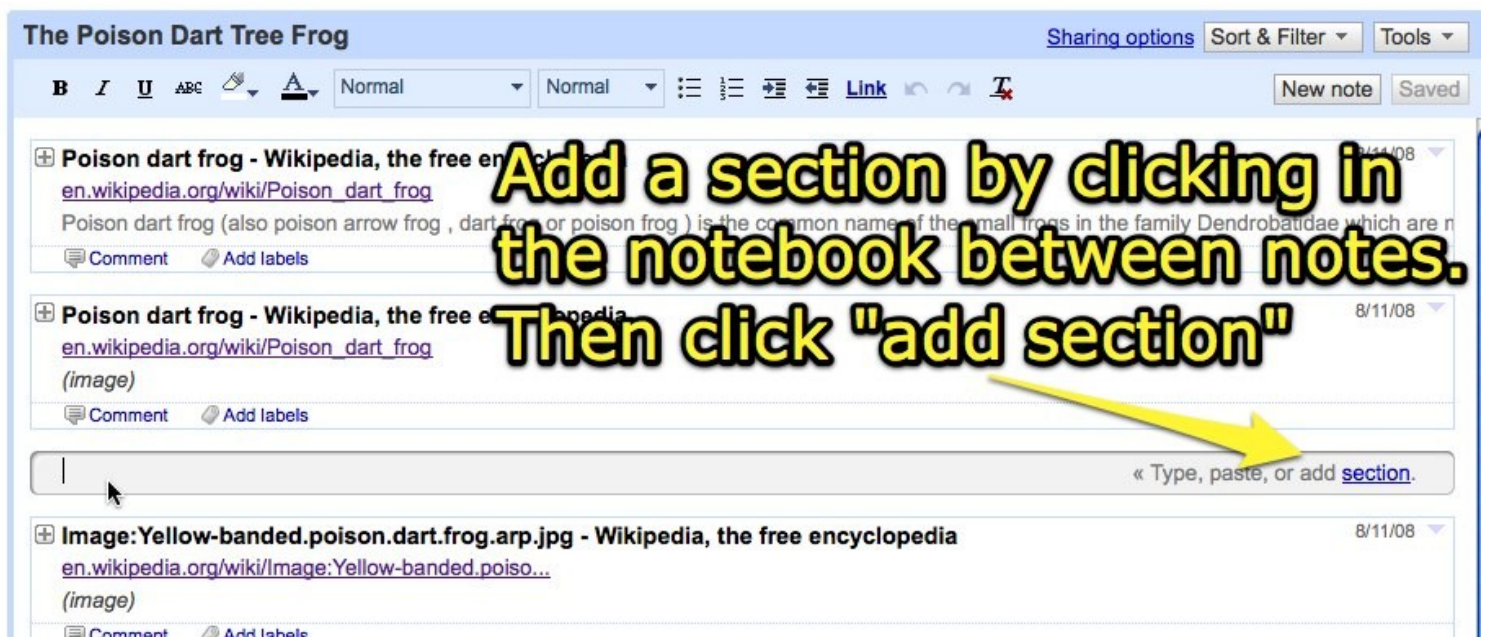 The Poison Dart Tree Frog Sharing options Sort & Filter Tools
B I U ABC A Normal Normal Link New note Saved
Poison dart frog - Wikipedia, the free
en.wikipedia.org/wiki/Poison_dart_frog
Poison dart frog (also poison arrow frog , dart frog or poison frog ) is the common name of the small frogs in the family Dendrobatidae which are
Comment Add labels
Add a section by clicking in
the notebook between notes.
Then click "add section"
Poison dart frog - Wikipedia, the free 8/11/08
en.wikipedia.org/wiki/Poison_dart_frog
(image)
Comment Add labels
« Type, paste, or add section.
Image:Yellow-banded.poison.dart.frog.arp.jpg - Wikipedia, the free encyclopedia 8/11/08
en.wikipedia.org/wiki/Image:Yellow-banded.poiso...
(image)
Comment Add labels